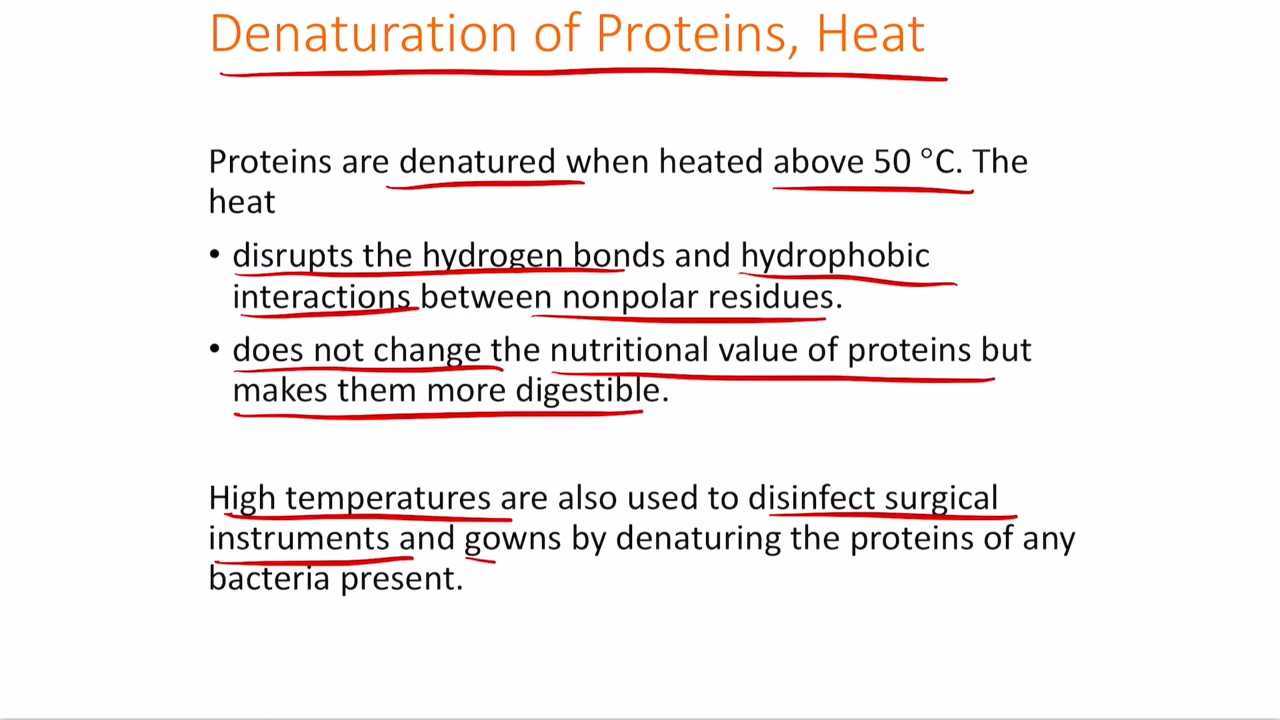 Denaturation of Proteins, Heat
Proteins are denatured when heated above 50 °C. The
heat
• disrupts the hydrogen bonds and hydrophobic
interactions between nonpolar residues.
• does not change the nutritional value of proteins but
makes them more digestible.
High temperatures are also used to disinfect surgical
instruments and gowns by denaturing the proteins of any
bacteria present.